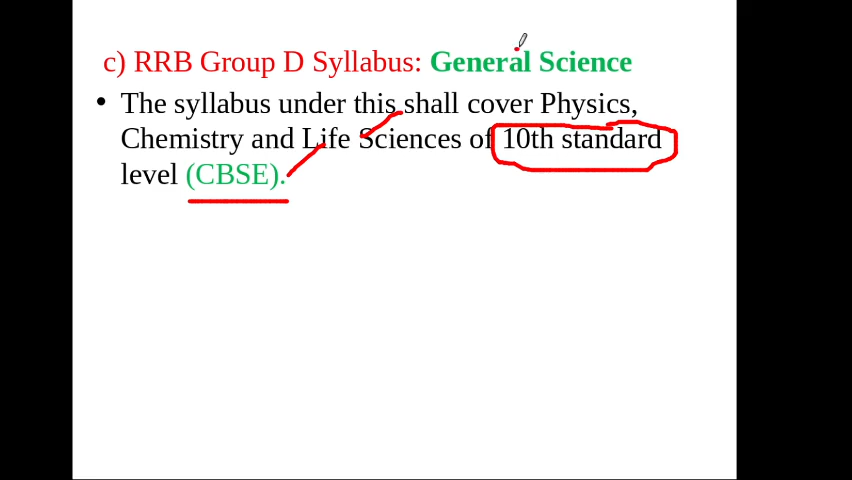 c) RRB Group D Syllabus: General Science
• The syllabus under this shall cover Physics,
Chemistry and Life Sciences of 10th standard
level (CBSE).